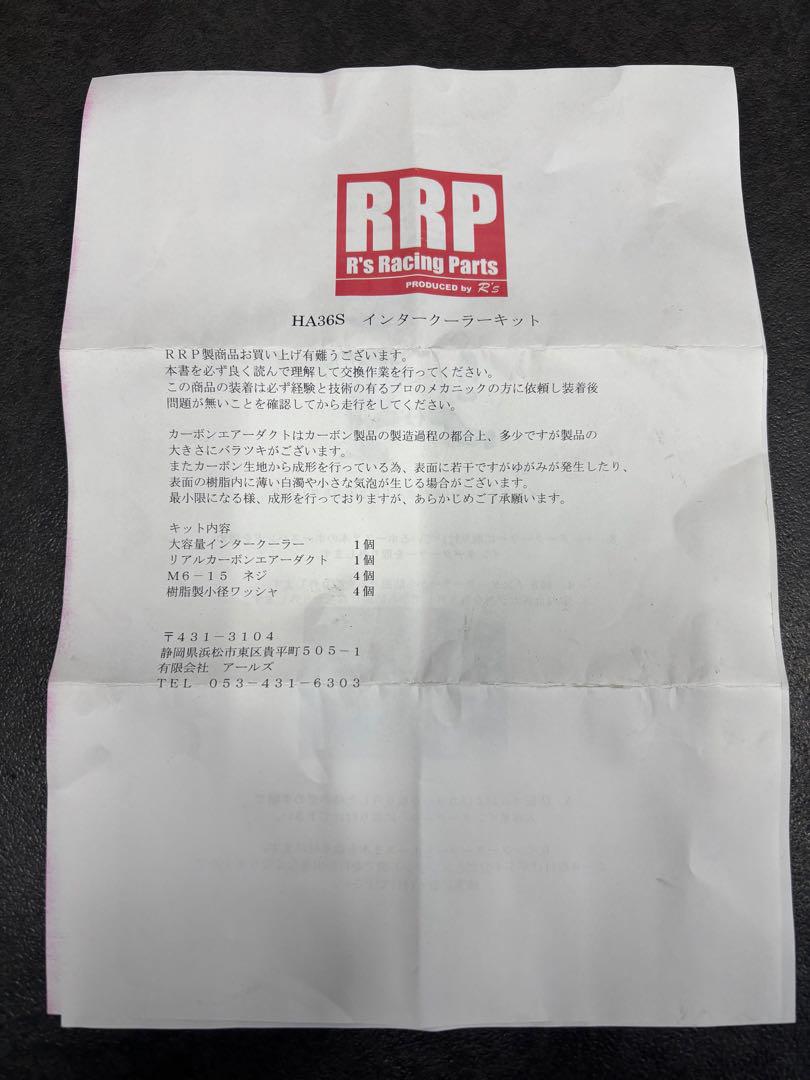 RRP
R's Racing Parts
PRODUCED by R's
HA36S　インタークーラーキット
ＲＲＰ製商品お買い上げ有難うございます。
本書を必ず良く読んで理解して交換作業を行ってください。
この商品の装着は必ず経験と技術の有るプロのメカニックの方に依頼し装着後
問題が無いことを確認してから走行をしてください。
カーボンエアーダクトはカーボン製品の製造過程の都合上、多少ですが製品の
大きさにバラツキがございます。
またカーボン生地から成形を行っている為、表面に若干ですがゆがみが発生したり、
表面の樹脂内に薄い白濁や小さな気泡が生じる場合がございます。
最小限になる様、成形を行っておりますが、あらかじめご了承願います。
キット内容
大容量インタークーラー　　　１個
リアルカーボンエアーダクト　　１個
Ｍ６－１５　ネジ　　　４個
樹脂製小径ワッシャ　　　４個
〒４３１－３１０４
静岡県浜松市東区貴平町５０５－１
有限会社　アールズ
ＴＥＬ　０５３－４３１－６３０３